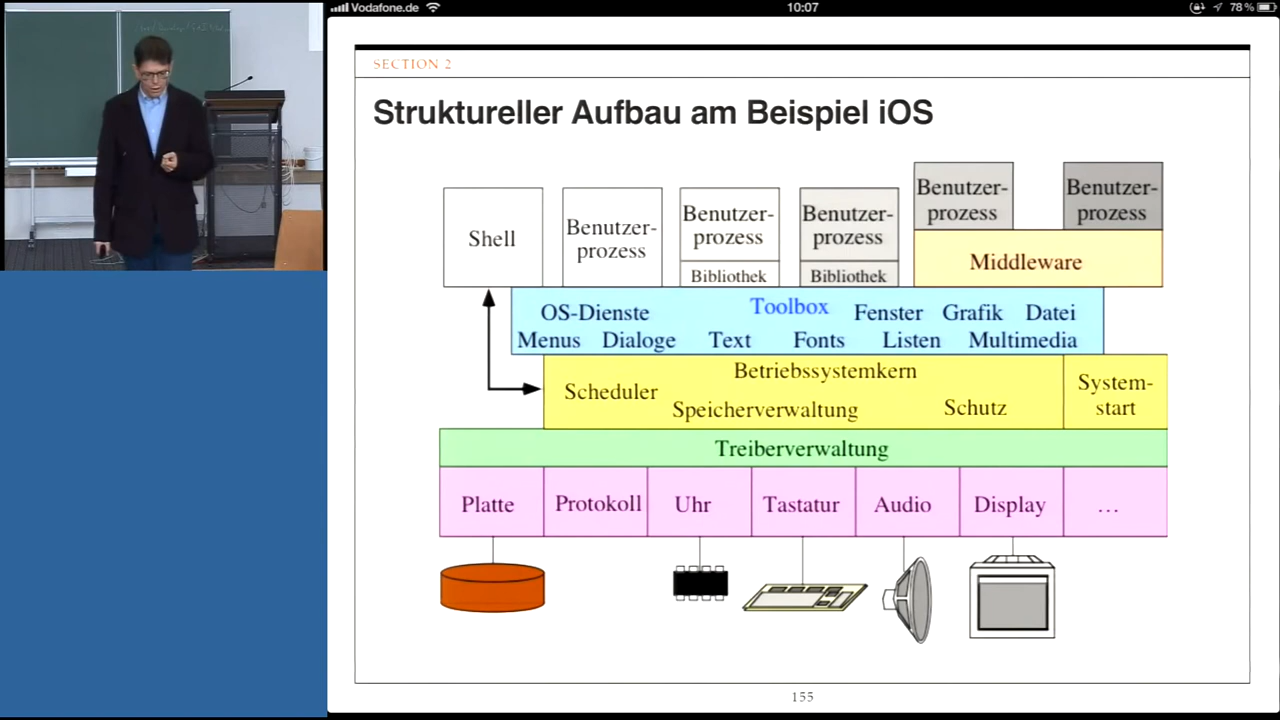 Vodafone.de
10:07
78 %
SECTION 2
Struktureller Aufbau am Beispiel iOS
Shell
Benutzer-
prozess
Benutzer-
prozess
Bibliothek
Benutzer-
prozess
Bibliothek
Benutzer-
prozess
Benutzer-
prozess
Middleware
OS-Dienste
Toolbox
Fenster
Grafik
Datei
Menus
Dialoge
Text
Fonts
Listen
Multimedia
Betriebssystemkern
Scheduler
Speicherverwaltung
Schutz
System-
start
Treiberverwaltung
Platte
Protokoll
Uhr
Tastatur
Audio
Display
...
155